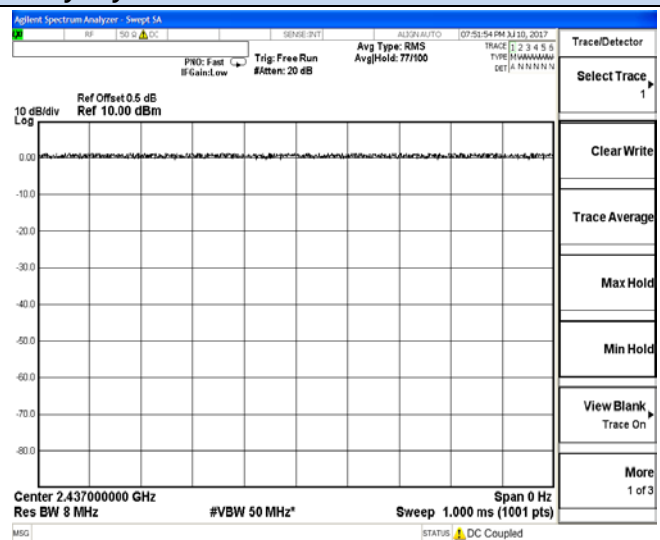 Agilent Spectrum Analyzer - Swept SA
RF 50 Ω DC SENSE:INT ALIGN AUTO 07:51:54 PM Jul 10, 2017
PNO: Fast Trig: Free Run Avg Type: RMS TRACE 1 2 3 4 5 6
IFGain:Low #Atten: 20 dB Avg|Hold: 77/100 TYPE MWWWWW
DET A N N N N N
Ref Offset 0.5 dB
10 dB/div Ref 10.00 dBm
Log
0.00
-10.0
-20.0
-30.0
-40.0
-50.0
-60.0
-70.0
-80.0
Center 2.437000000 GHz Span 0 Hz
Res BW 8 MHz #VBW 50 MHz* Sweep 1.000 ms (1001 pts)
MSG STATUS DC Coupled
Trace/Detector
Select Trace
1
Clear Write
Trace Average
Max Hold
Min Hold
View Blank
Trace On
More
1 of 3